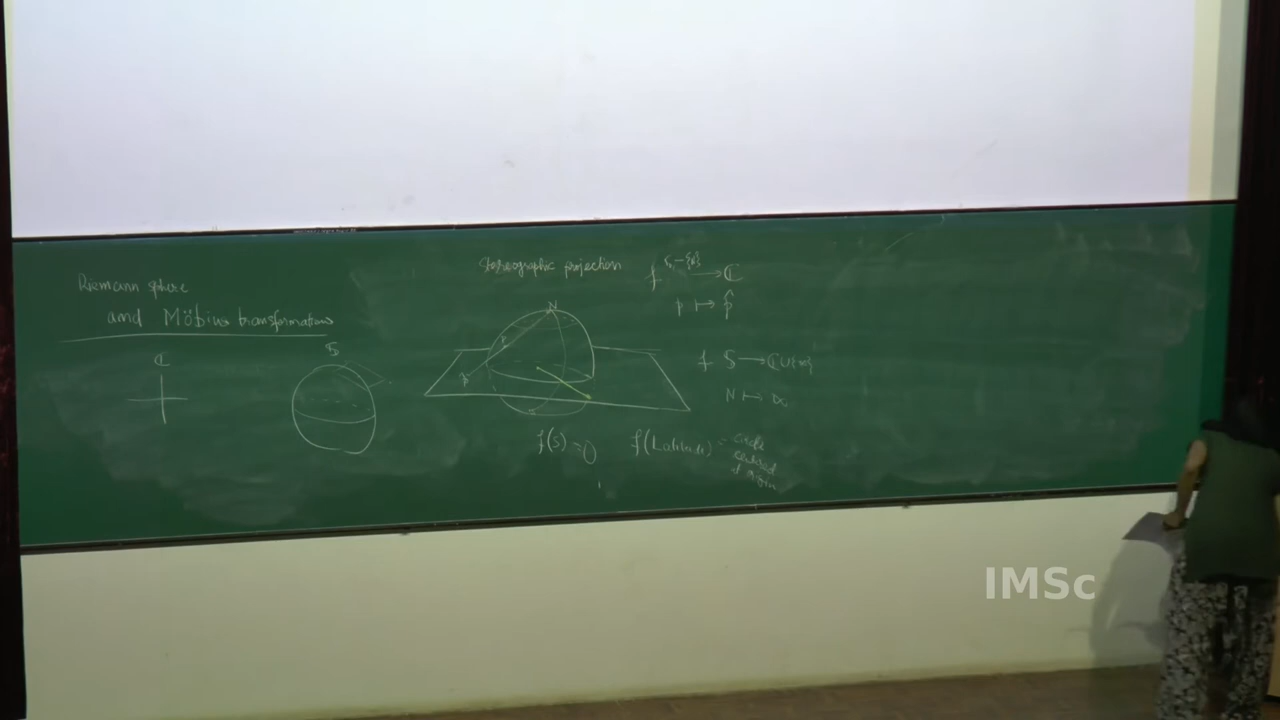 Riemann sphere
and Möbius transformations
ℂ
S
Stereographic projection
N
p
p̂
f(S) = 0
f S - {N} → ℂ
p ↦ p̂
f S → ℂ∪{∞}
N ↦ ∞
f(Latitude) = circle
centred
at origin
IMSc